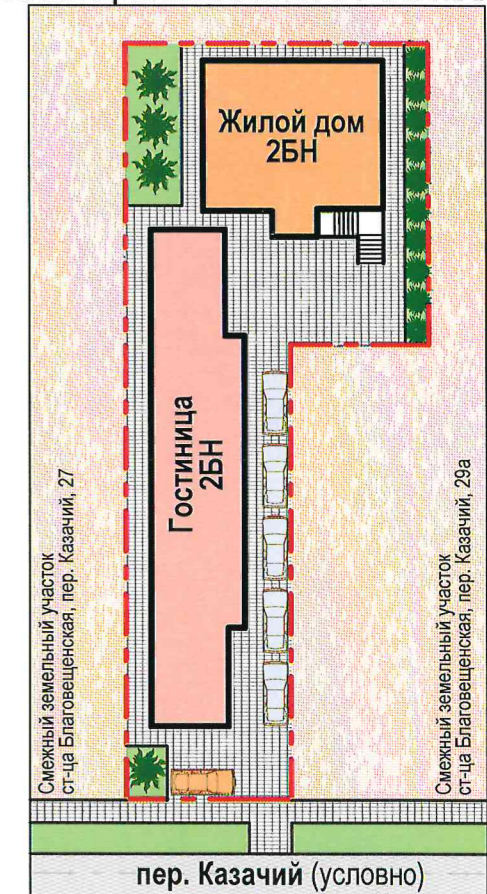 Жилой дом
2БН
Гостиница
2БН
Смежный земельный участок
ст-ца Благовещенская, пер. Казачий, 27
Смежный земельный участок
ст-ца Благовещенская, пер. Казачий, 29а
пер. Казачий (условно)